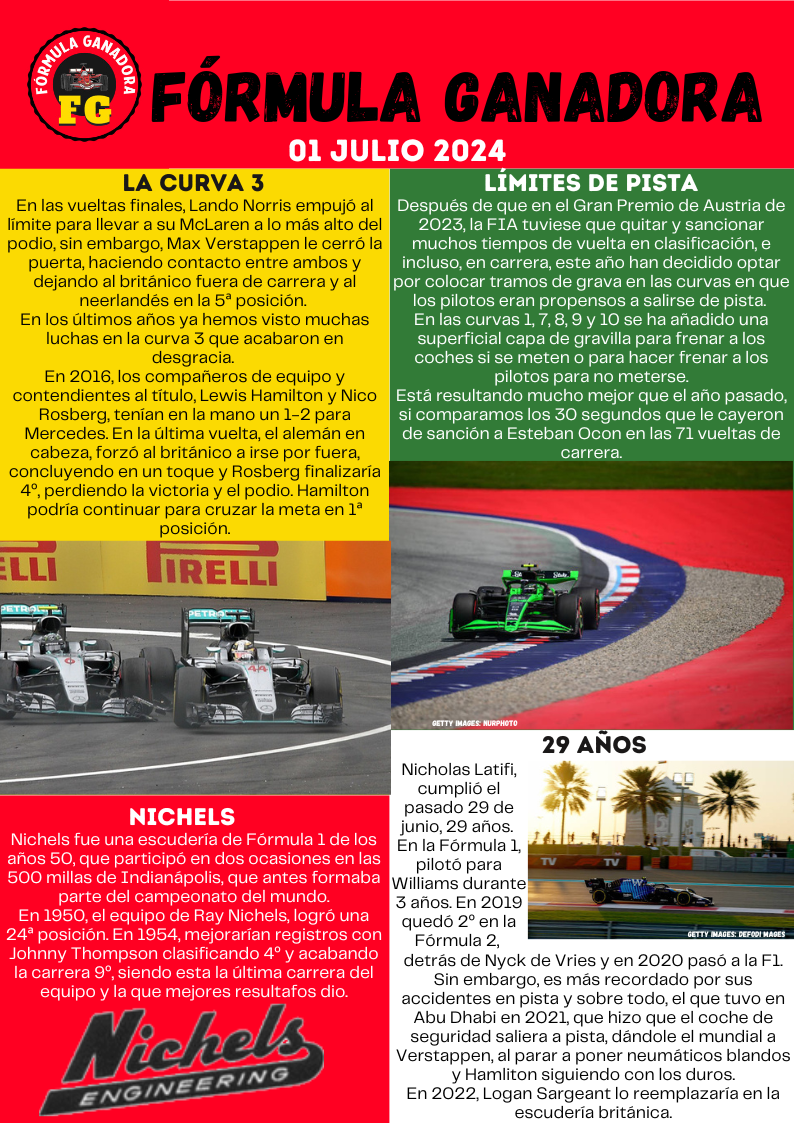 FÓRMULA GANADORA
FG
FÓRMULA GANADORA
01 JULIO 2024
LA CURVA 3
En las vueltas finales, Lando Norris empujó al
límite para llevar a su McLaren a lo más alto del
podio, sin embargo, Max Verstappen le cerró la
puerta, haciendo contacto entre ambos y
dejando al británico fuera de carrera y al
neerlandés en la 5ª posición.
En los últimos años ya hemos visto muchas
luchas en la curva 3 que acabaron en
desgracia.
En 2016, los compañeros de equipo y
contendientes al título, Lewis Hamilton y Nico
Rosberg, tenían en la mano un 1-2 para
Mercedes. En la última vuelta, el alemán en
cabeza, forzó al británico a irse por fuera,
concluyendo en un toque y Rosberg finalizaría
4º, perdiendo la victoria y el podio. Hamilton
podría continuar para cruzar la meta en 1ª
posición.
ELLI
PIRELLI
PETRO
PETRO
6
44
NICHELS
Nichels fue una escudería de Fórmula 1 de los
años 50, que participó en dos ocasiones en las
500 millas de Indianápolis, que antes formaba
parte del campeonato del mundo.
En 1950, el equipo de Ray Nichels, logró una
24ª posición. En 1954, mejorarían registros con
Johnny Thompson clasificando 4º y acabando
la carrera 9º, siendo esta la última carrera del
equipo y la que mejores resultafos dio.
Nichels
ENGINEERING
LÍMITES DE PISTA
Después de que en el Gran Premio de Austria de
2023, la FIA tuviese que quitar y sancionar
muchos tiempos de vuelta en clasificación, e
incluso, en carrera, este año han decidido optar
por colocar tramos de grava en las curvas en que
los pilotos eran propensos a salirse de pista.
En las curvas 1, 7, 8, 9 y 10 se ha añadido una
superficial capa de gravilla para frenar a los
coches si se meten o para hacer frenar a los
pilotos para no meterse.
Está resultando mucho mejor que el año pasado,
si comparamos los 30 segundos que le cayeron
de sanción a Esteban Ocon en las 71 vueltas de
carrera.
GETTY IMAGES: NURPHOTO
29 AÑOS
Nicholas Latifi,
cumplió el
pasado 29 de
junio, 29 años.
En la Fórmula 1,
pilotó para
Williams durante
3 años. En 2019
quedó 2º en la
Fórmula 2,
TV
TV
GETTY IMAGES: DEFODI MAGES
detrás de Nyck de Vries y en 2020 pasó a la F1.
Sin embargo, es más recordado por sus
accidentes en pista y sobre todo, el que tuvo en
Abu Dhabi en 2021, que hizo que el coche de
seguridad saliera a pista, dándole el mundial a
Verstappen, al parar a poner neumáticos blandos
y Hamliton siguiendo con los duros.
En 2022, Logan Sargeant lo reemplazaría en la
escudería británica.